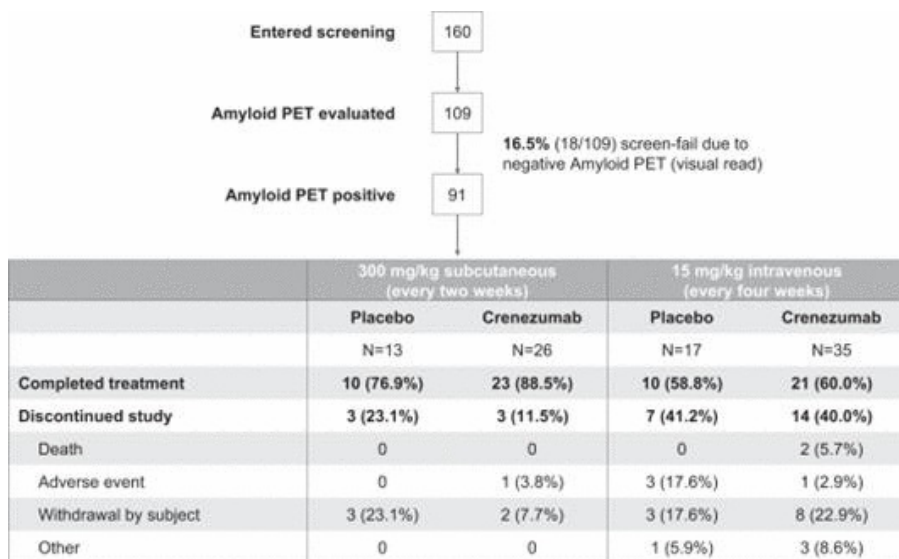 Entered screening 160
Amyloid PET evaluated 109
16.5% (18/109) screen-fail due to
negative Amyloid PET (visual read)
Amyloid PET positive 91
300 mg/kg subcutaneous 15 mg/kg intravenous
(every two weeks) (every four weeks)
Placebo Crenezumab Placebo Crenezumab
N=13 N=26 N=17 N=35
Completed treatment 10 (76.9%) 23 (88.5%) 10 (58.8%) 21 (60.0%)
Discontinued study 3 (23.1%) 3 (11.5%) 7 (41.2%) 14 (40.0%)
Death 0 0 0 2 (5.7%)
Adverse event 0 1 (3.8%) 3 (17.6%) 1 (2.9%)
Withdrawal by subject 3 (23.1%) 2 (7.7%) 3 (17.6%) 8 (22.9%)
Other 0 0 1 (5.9%) 3 (8.6%)